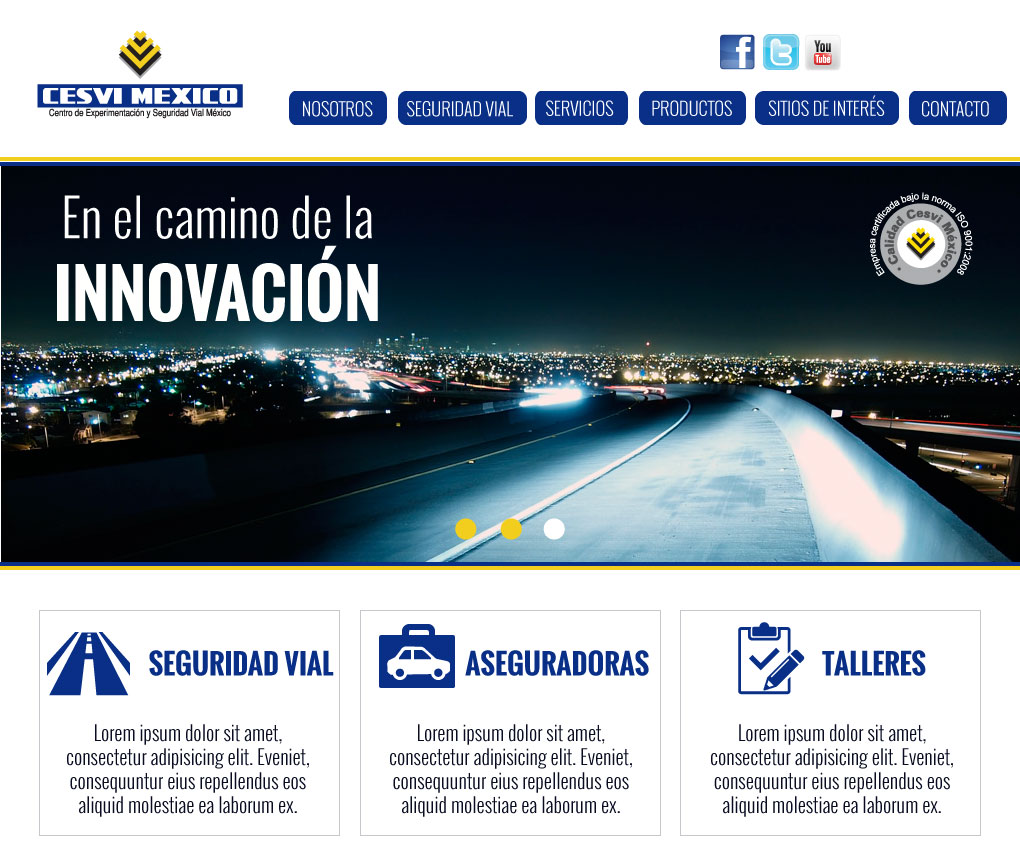 CESVI MEXICO
Centro de Experimentación y Seguridad Vial México
You
Tube
NOSOTROS
SEGURIDAD VIAL
SERVICIOS
PRODUCTOS
SITIOS DE INTERÉS
CONTACTO
En el camino de la
INNOVACIÓN
Empresa certificada bajo la norma ISO 9001:2008
• Calidad Cesvi México •
SEGURIDAD VIAL
Lorem ipsum dolor sit amet,
consectetur adipisicing elit. Eveniet,
consequuntur eius repellendus eos
aliquid molestiae ea laborum ex.
ASEGURADORAS
Lorem ipsum dolor sit amet,
consectetur adipisicing elit. Eveniet,
consequuntur eius repellendus eos
aliquid molestiae ea laborum ex.
TALLERES
Lorem ipsum dolor sit amet,
consectetur adipisicing elit. Eveniet,
consequuntur eius repellendus eos
aliquid molestiae ea laborum ex.